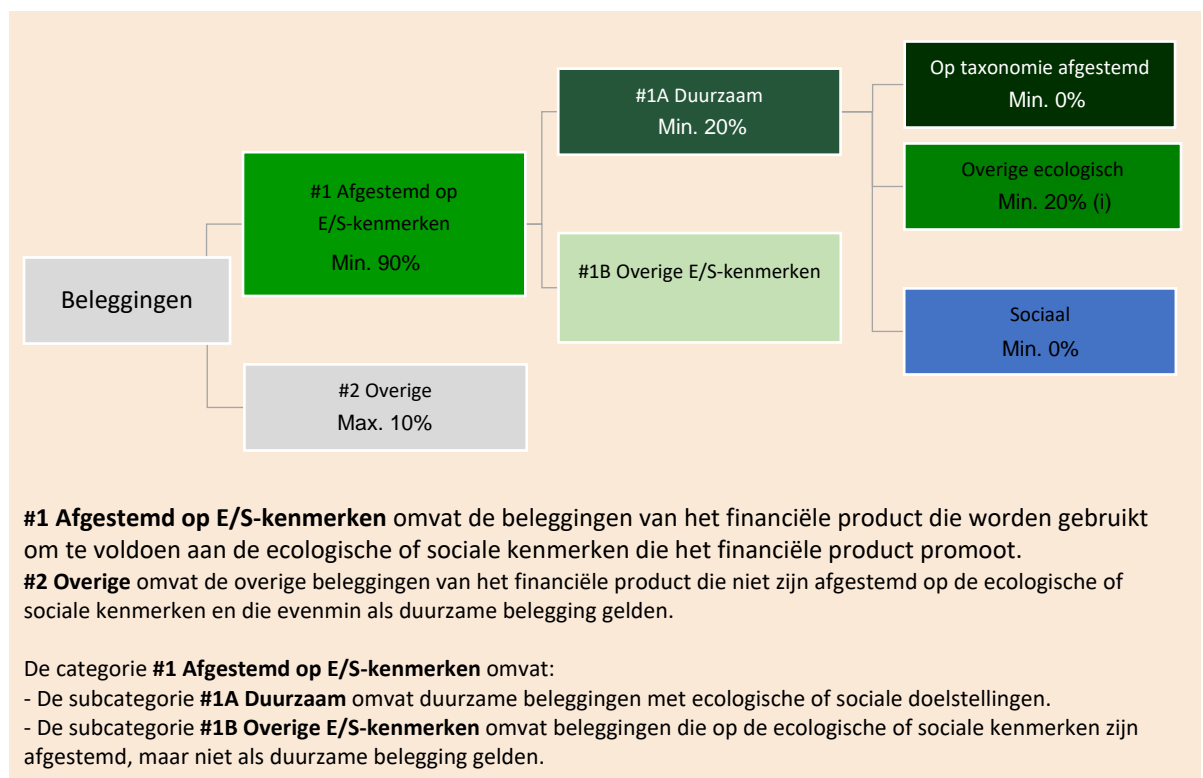 Op taxonomie afgestemd
Min. 0%
#1A Duurzaam
Min. 20%
Overige ecologisch
Min. 20% (i)
#1 Afgestemd op
E/S-kenmerken
Min. 90%
#1B Overige E/S-kenmerken
Beleggingen
Sociaal
Min. 0%
#2 Overige
Max. 10%
#1 Afgestemd op E/S-kenmerken omvat de beleggingen van het financiële product die worden gebruikt
om te voldoen aan de ecologische of sociale kenmerken die het financiële product promoot.
#2 Overige omvat de overige beleggingen van het financiële product die niet zijn afgestemd op de ecologische of
sociale kenmerken en die evenmin als duurzame belegging gelden.
De categorie #1 Afgestemd op E/S-kenmerken omvat:
- De subcategorie #1A Duurzaam omvat duurzame beleggingen met ecologische of sociale doelstellingen.
- De subcategorie #1B Overige E/S-kenmerken omvat beleggingen die op de ecologische of sociale kenmerken zijn
afgestemd, maar niet als duurzame belegging gelden.